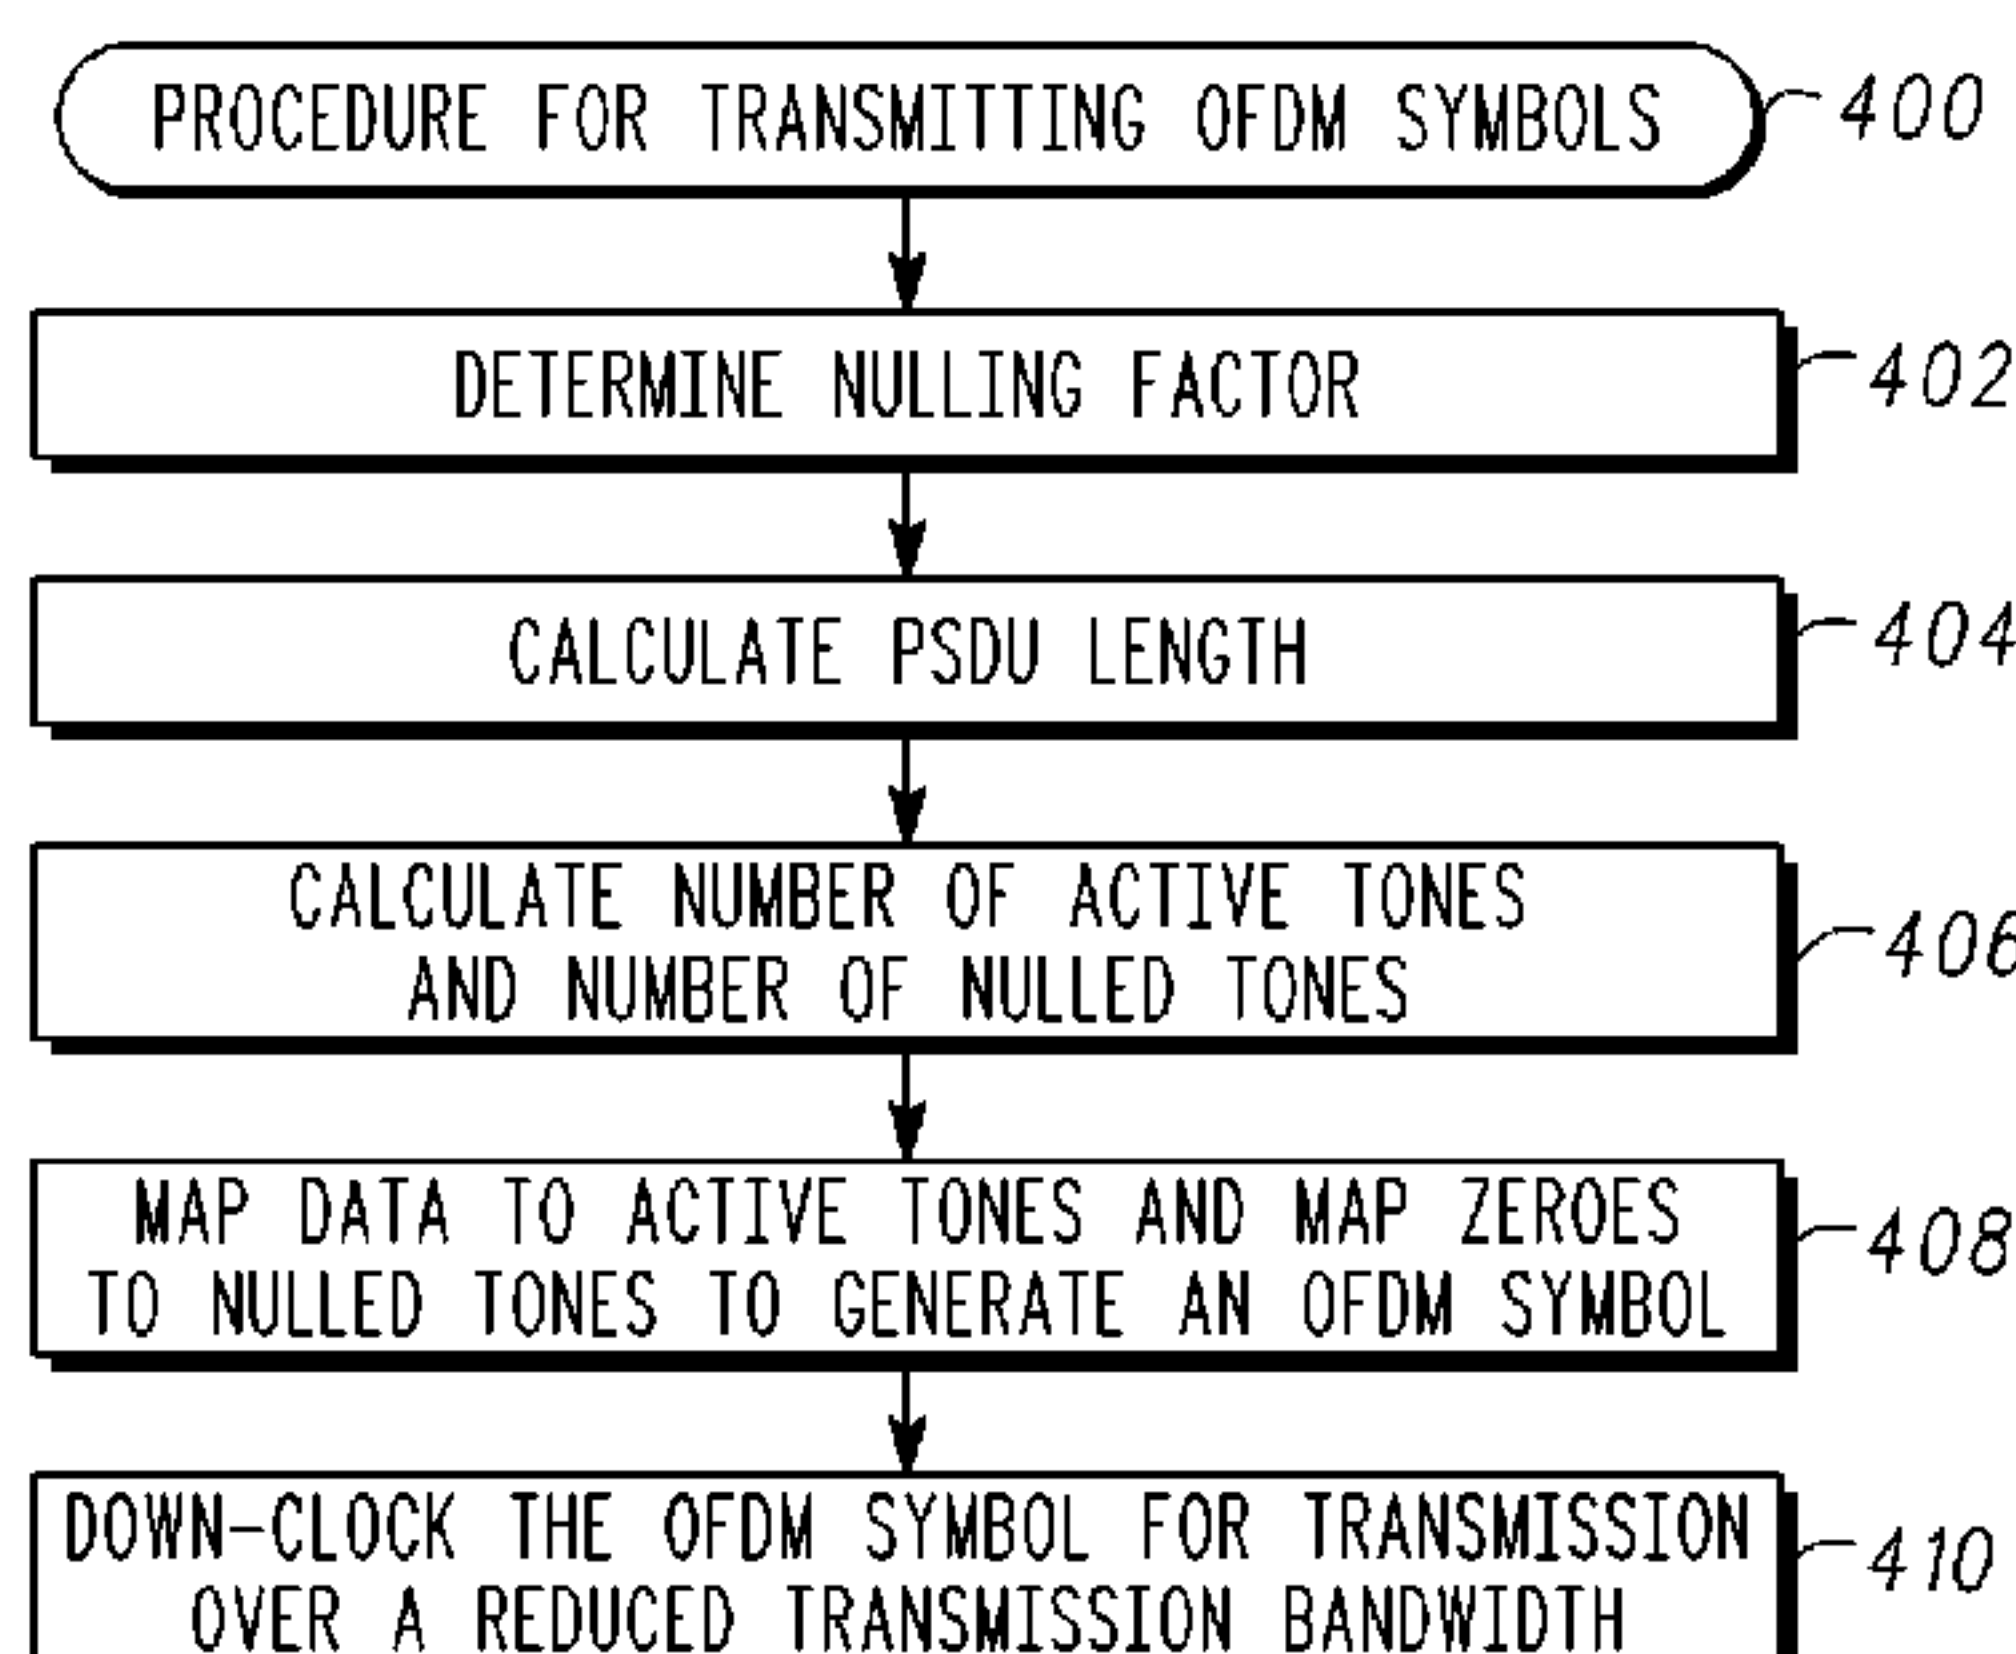 PROCEDURE FOR TRANSMITTING OFDM SYMBOLS
400
DETERMINE NULLING FACTOR
402
CALCULATE PSDU LENGTH
404
CALCULATE NUMBER OF ACTIVE TONES
AND NUMBER OF NULLED TONES
406
MAP DATA TO ACTIVE TONES AND MAP ZEROES
TO NULLED TONES TO GENERATE AN OFDM SYMBOL
408
DOWN-CLOCK THE OFDM SYMBOL FOR TRANSMISSION
OVER A REDUCED TRANSMISSION BANDWIDTH
410